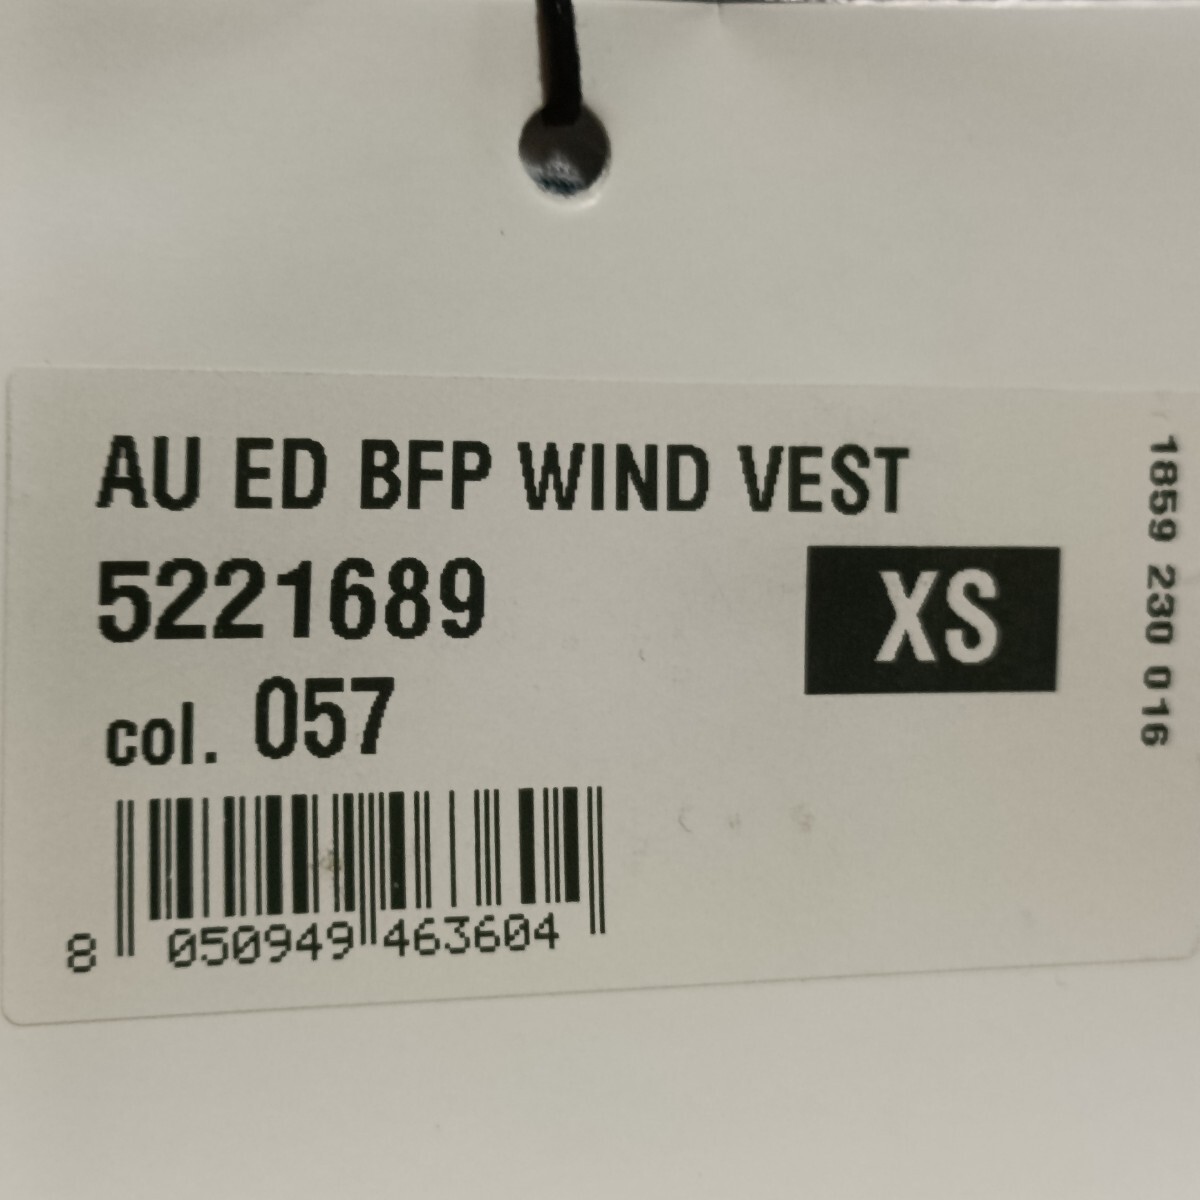 AU ED BFP WIND VEST
5221689
XS
col. 057
8 050949 463604
1859 230 016